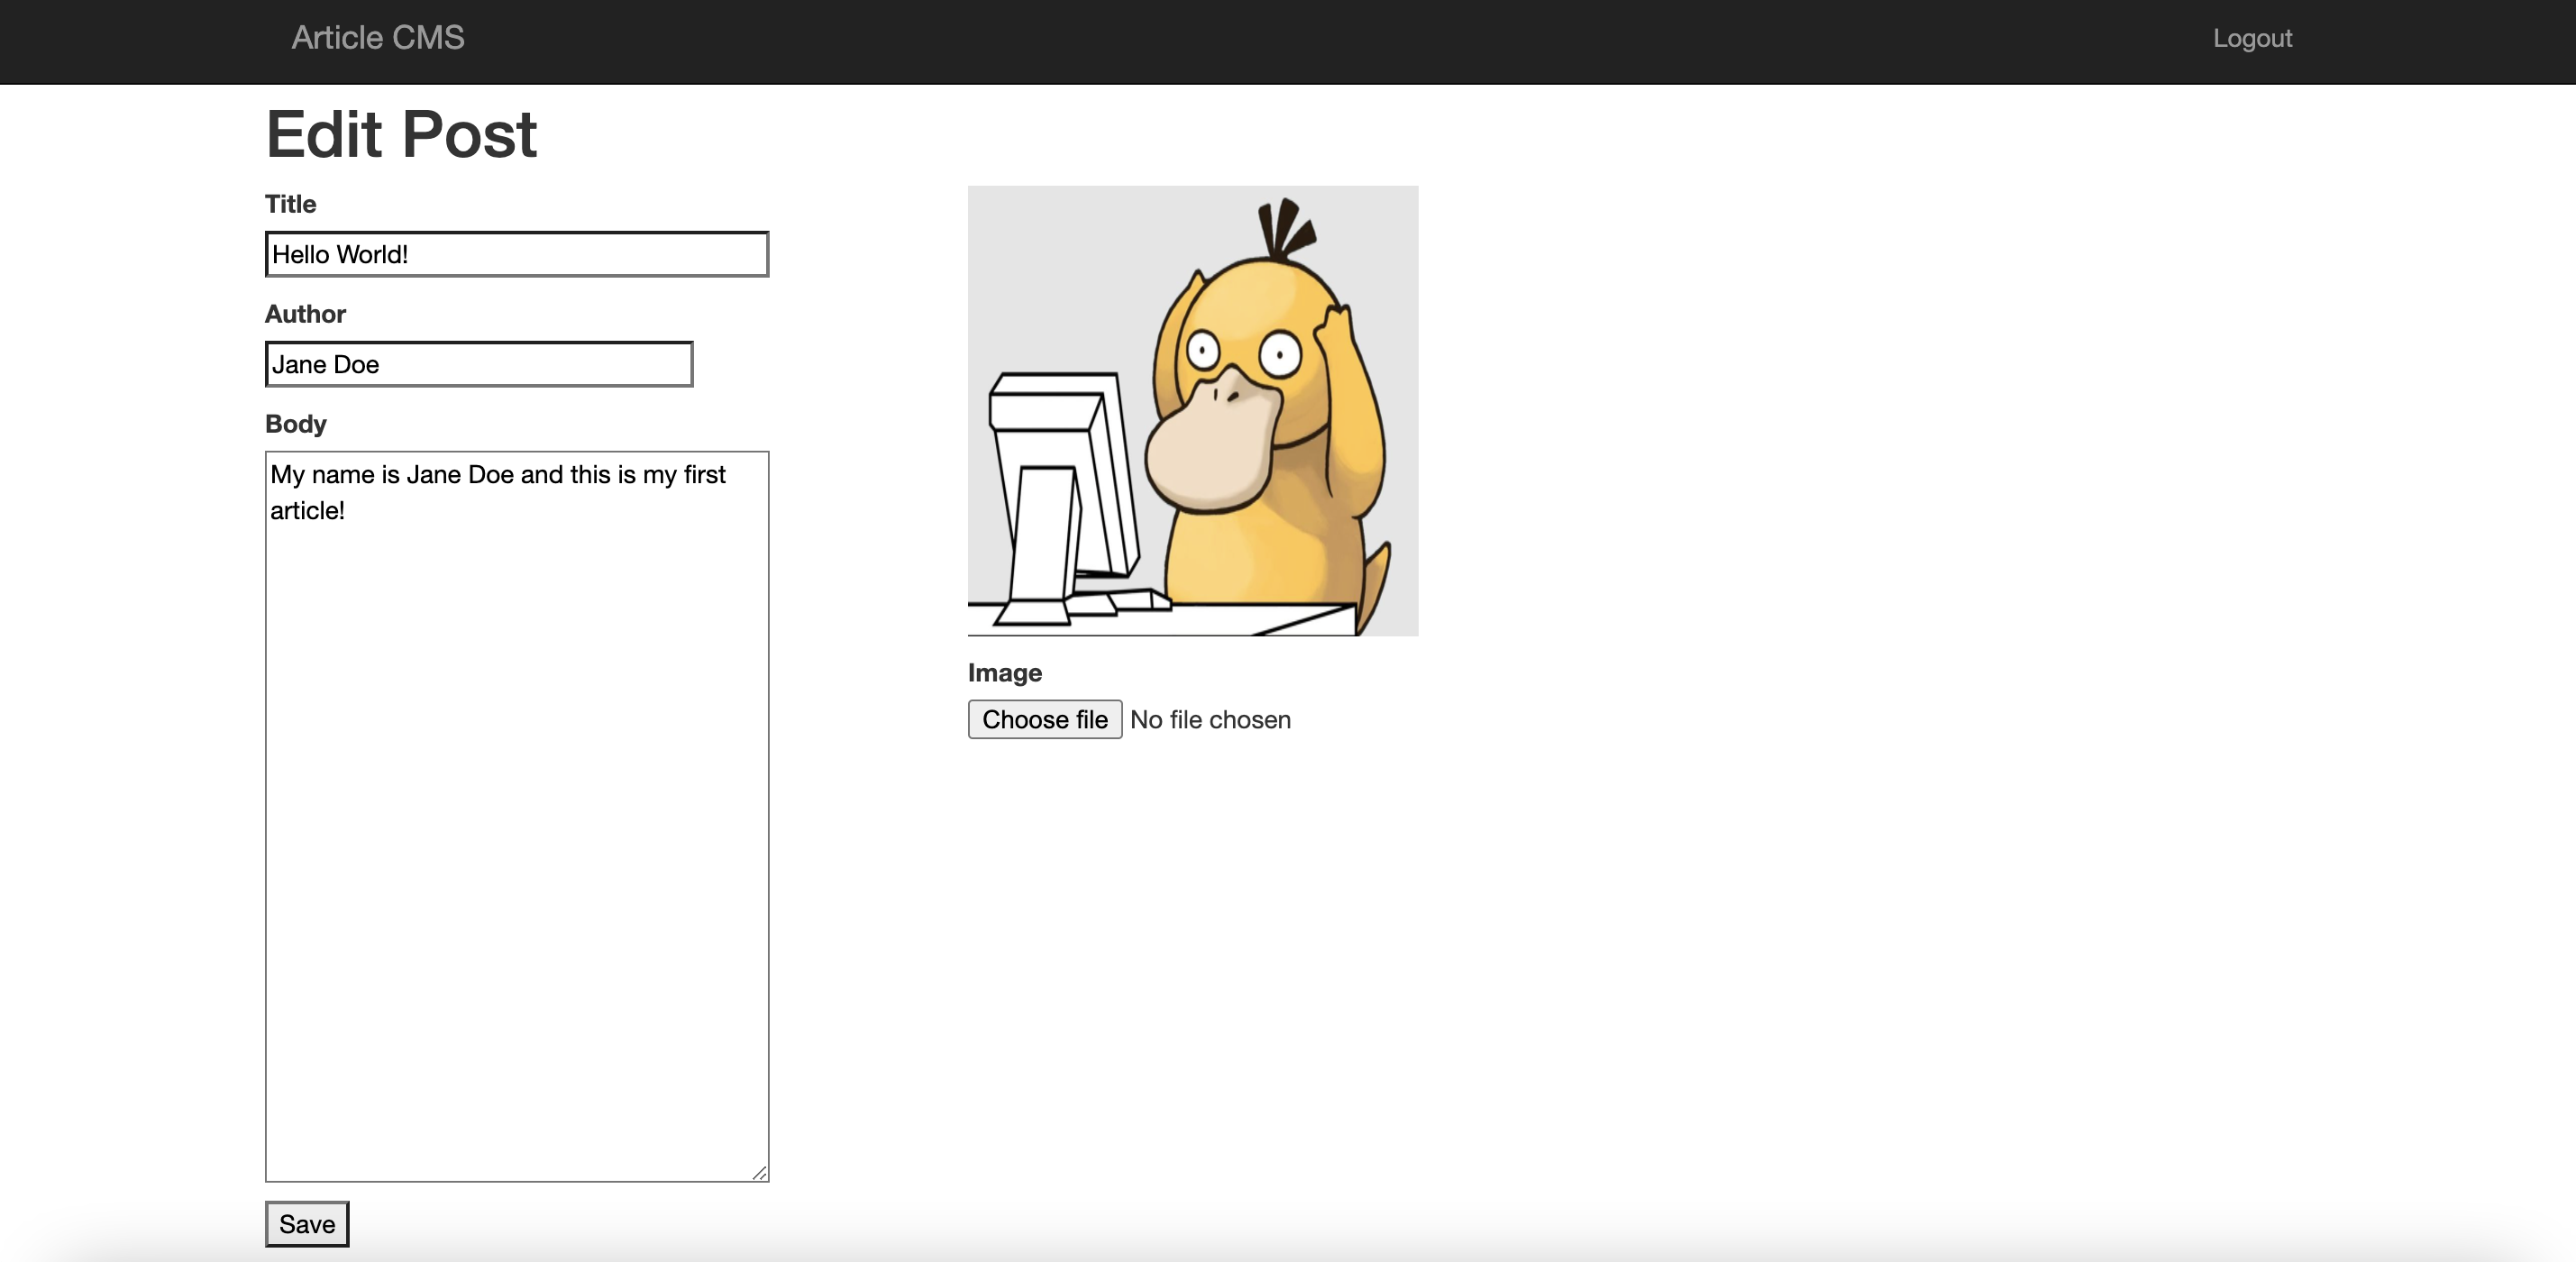 Article CMS
Logout
Edit Post
Title
Hello World!
Author
Jane Doe
Body
My name is Jane Doe and this is my first
article!
Image
Choose file No file chosen
Save